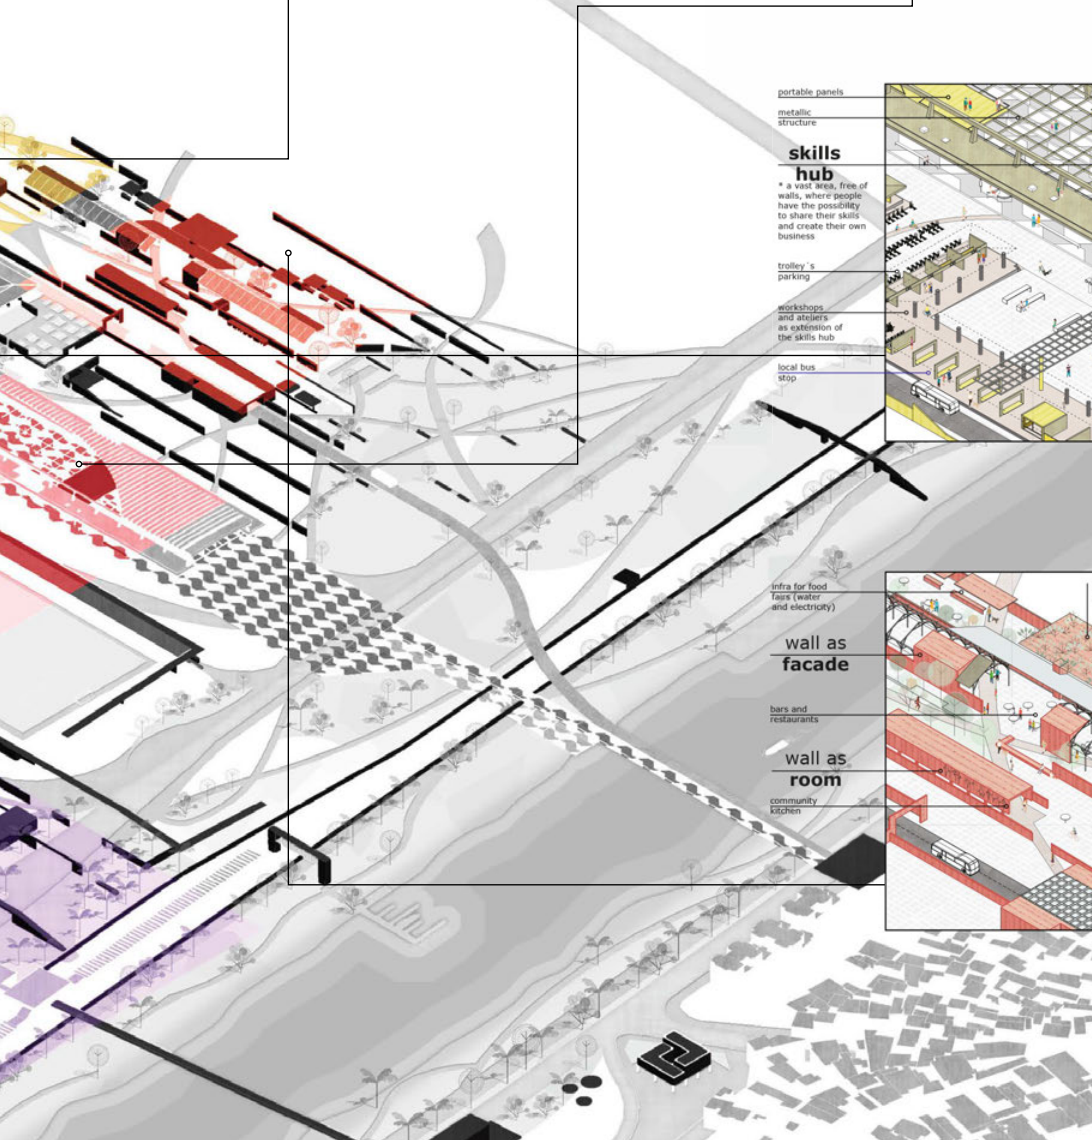 portable panels
metallic
structure
skills
hub
* a vast area, free of
walls, where people
have the possibility
to share their skills
and create their own
business
trolley´s
parking
workshops
and ateliers
as extension of
the skills hub
local bus
stop
infra for food
fairs (water
and electricity)
wall as
facade
bars and
restaurants
wall as
room
community
kitchen